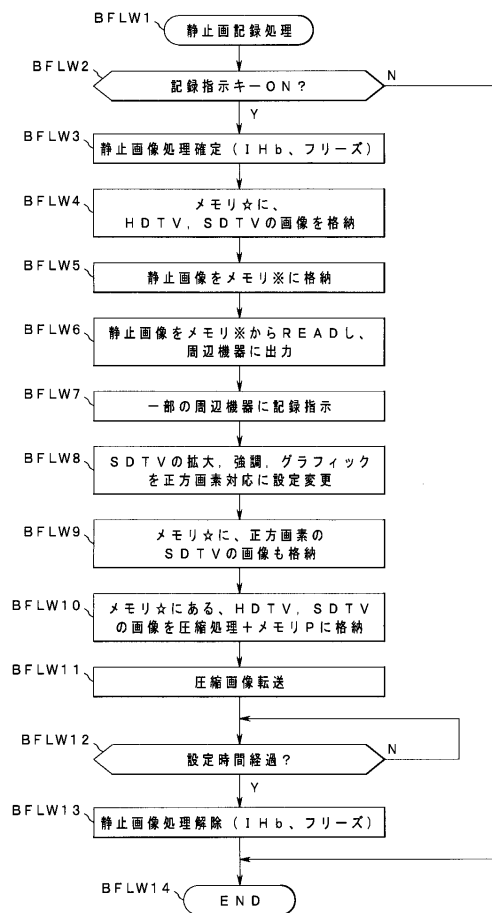 BFLW1
静止画記録処理
BFLW2
記録指示キーON?
N
Y
BFLW3
静止画像処理確定(IHb、フリーズ)
BFLW4
メモリ☆に、
HDTV,SDTVの画像を格納
BFLW5
静止画像をメモリ※に格納
BFLW6
静止画像をメモリ※からREADし、
周辺機器に出力
BFLW7
一部の周辺機器に記録指示
BFLW8
SDTVの拡大,強調,グラフィック
を正方画素対応に設定変更
BFLW9
メモリ☆に、正方画素の
SDTVの画像も格納
BFLW10
メモリ☆にある、HDTV,SDTV
の画像を圧縮処理+メモリPに格納
BFLW11
圧縮画像転送
BFLW12
設定時間経過?
N
Y
BFLW13
静止画像処理解除(IHb、フリーズ)
BFLW14
END